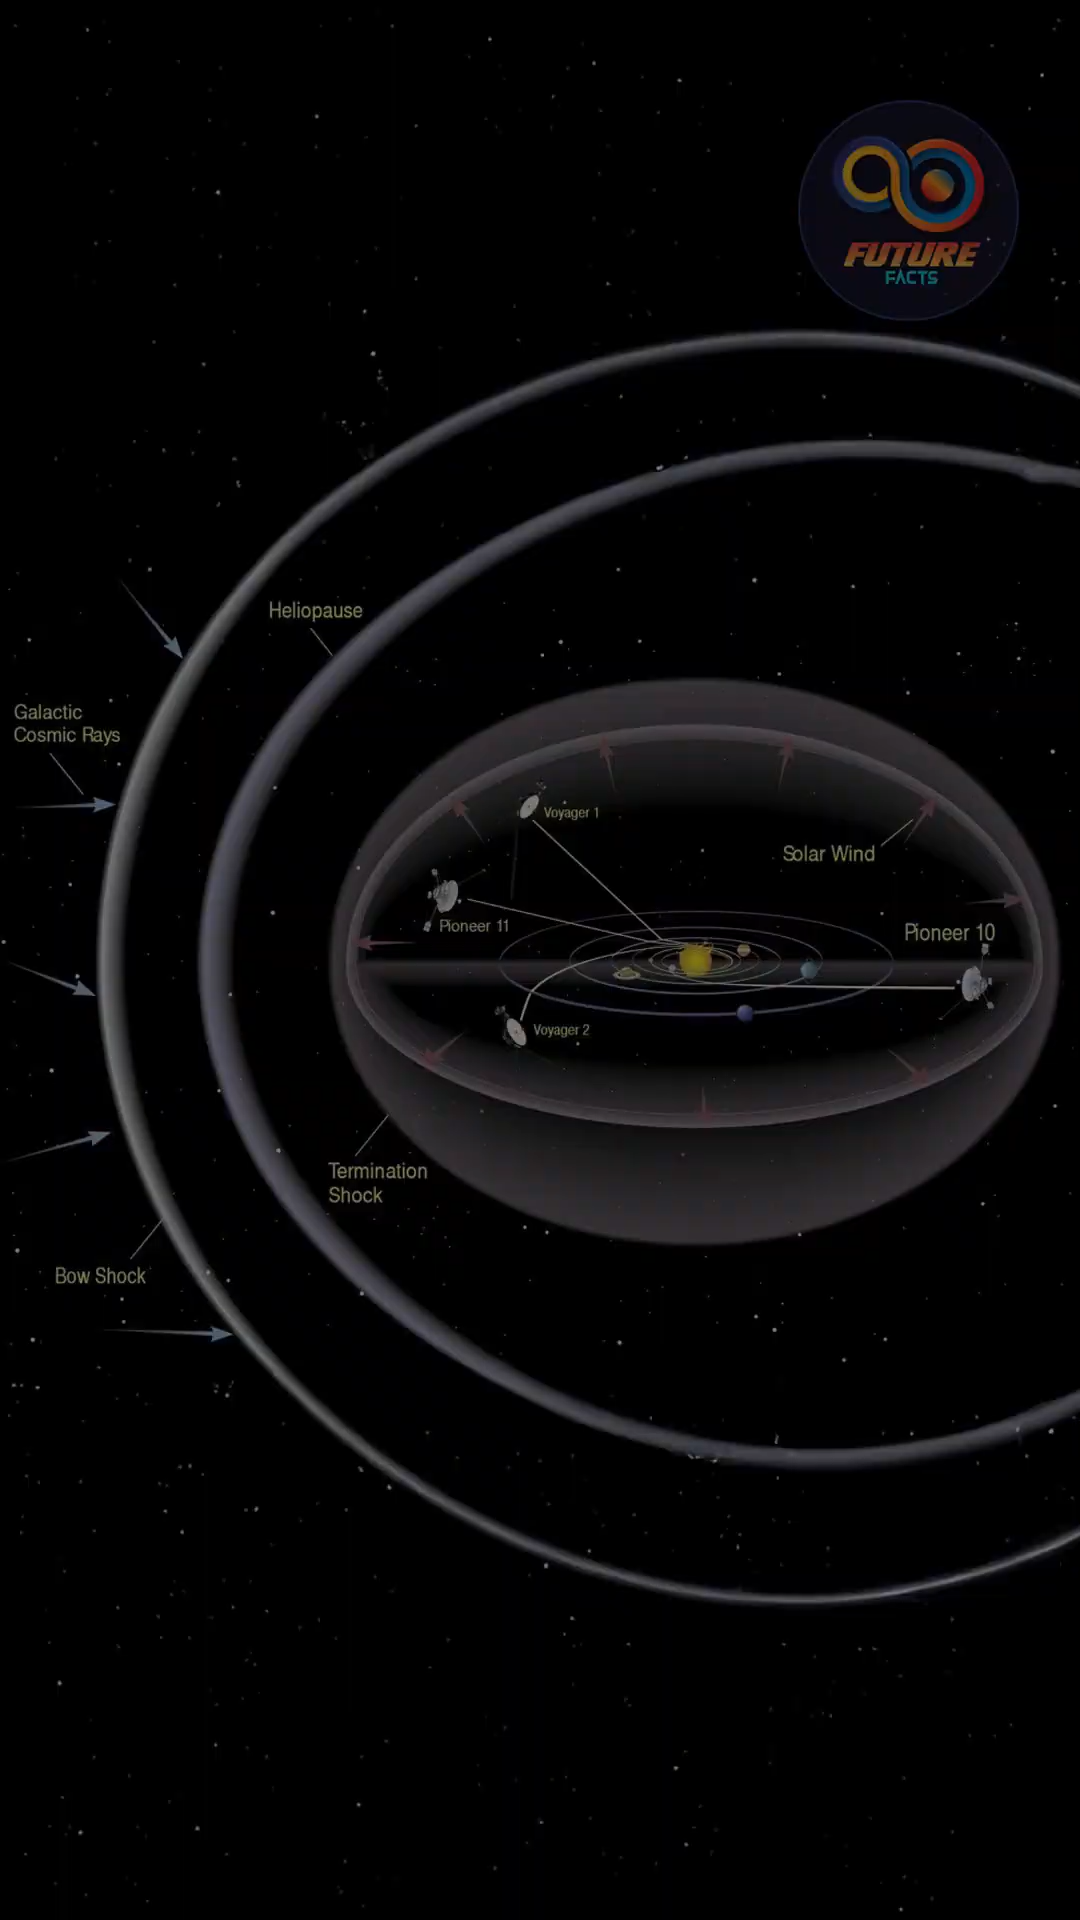 FUTURE
FACTS
Heliopause
Galactic
Cosmic Rays
Voyager 1
Solar Wind
Pioneer 11
Pioneer 10
Voyager 2
Termination
Shock
Bow Shock